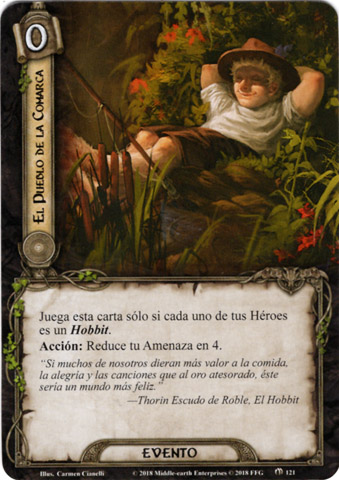 0
EL PUEBLO DE LA COMARCA
Juega esta carta sólo si cada uno de tus Héroes
es un Hobbit.
Acción: Reduce tu Amenaza en 4.
“Si muchos de nosotros dieran más valor a la comida,
la alegría y las canciones que al oro atesorado, éste
sería un mundo más feliz.”
—Thorin Escudo de Roble, El Hobbit
EVENTO
Illus. Carmen Cianelli © 2018 Middle-earth Enterprises © 2018 FFG 121